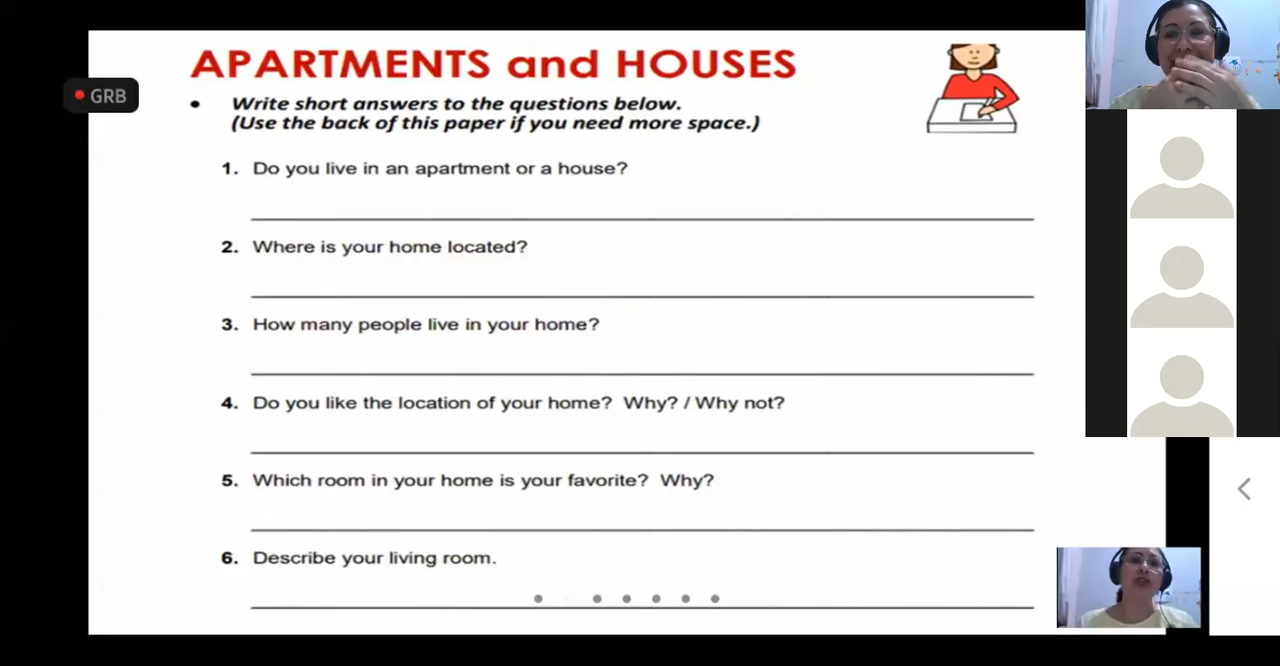 APARTMENTS and HOUSES
GRB
• Write short answers to the questions below.
(Use the back of this paper if you need more space.)
1. Do you live in an apartment or a house?
2. Where is your home located?
3. How many people live in your home?
4. Do you like the location of your home? Why? / Why not?
5. Which room in your home is your favorite? Why?
6. Describe your living room.